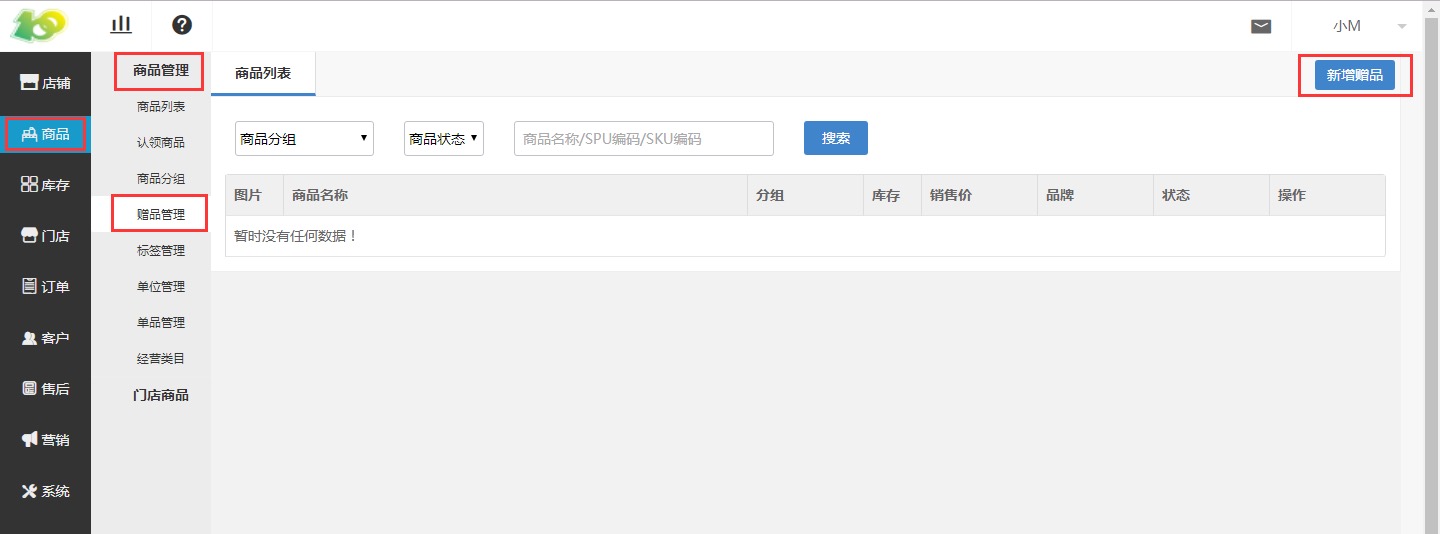 小M
店铺
商品
库存
门店
订单
客户
售后
营销
系统
商品管理
商品列表
认领商品
商品分组
赠品管理
标签管理
单位管理
单品管理
经营类目
门店商品
商品列表
新增赠品
商品分组 商品状态 商品名称/SPU编码/SKU编码 搜索
图片 商品名称 分组 库存 销售价 品牌 状态 操作
暂时没有任何数据！